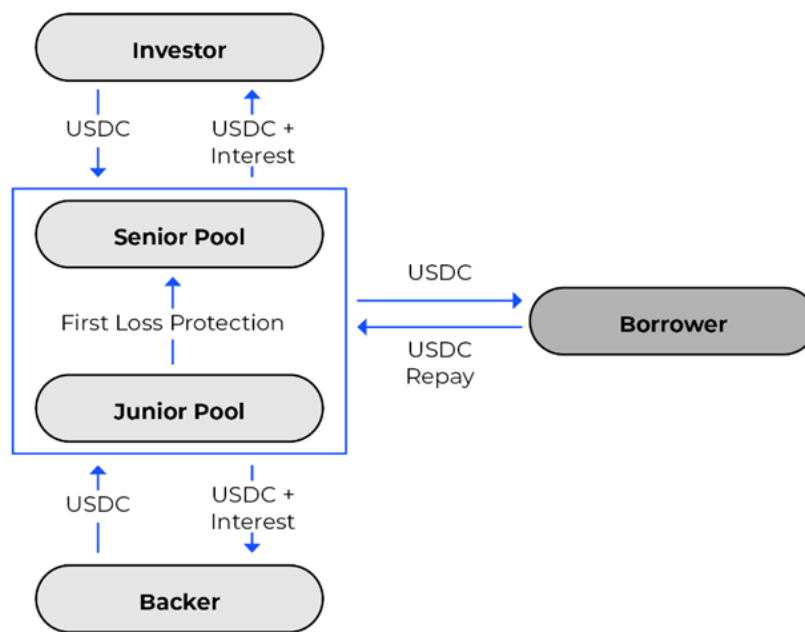 Investor
USDC
USDC +
Interest
Senior Pool
First Loss Protection
Junior Pool
USDC
USDC
Repay
Borrower
USDC
USDC +
Interest
Backer